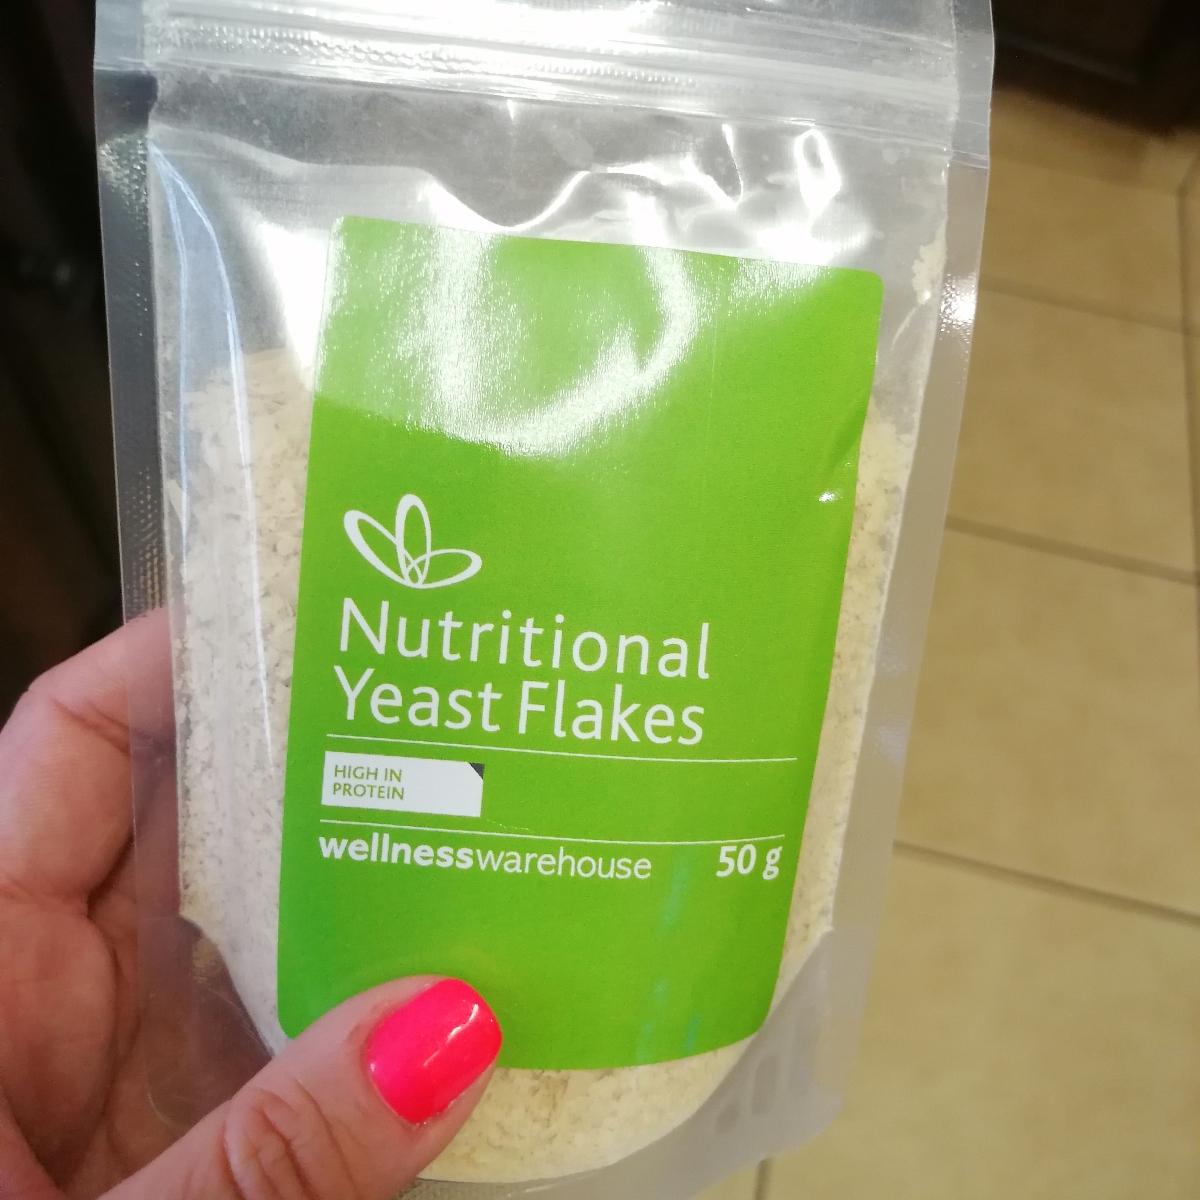 Nutritional
Yeast Flakes
HIGH IN
PROTEIN
wellnesswarehouse 50 g